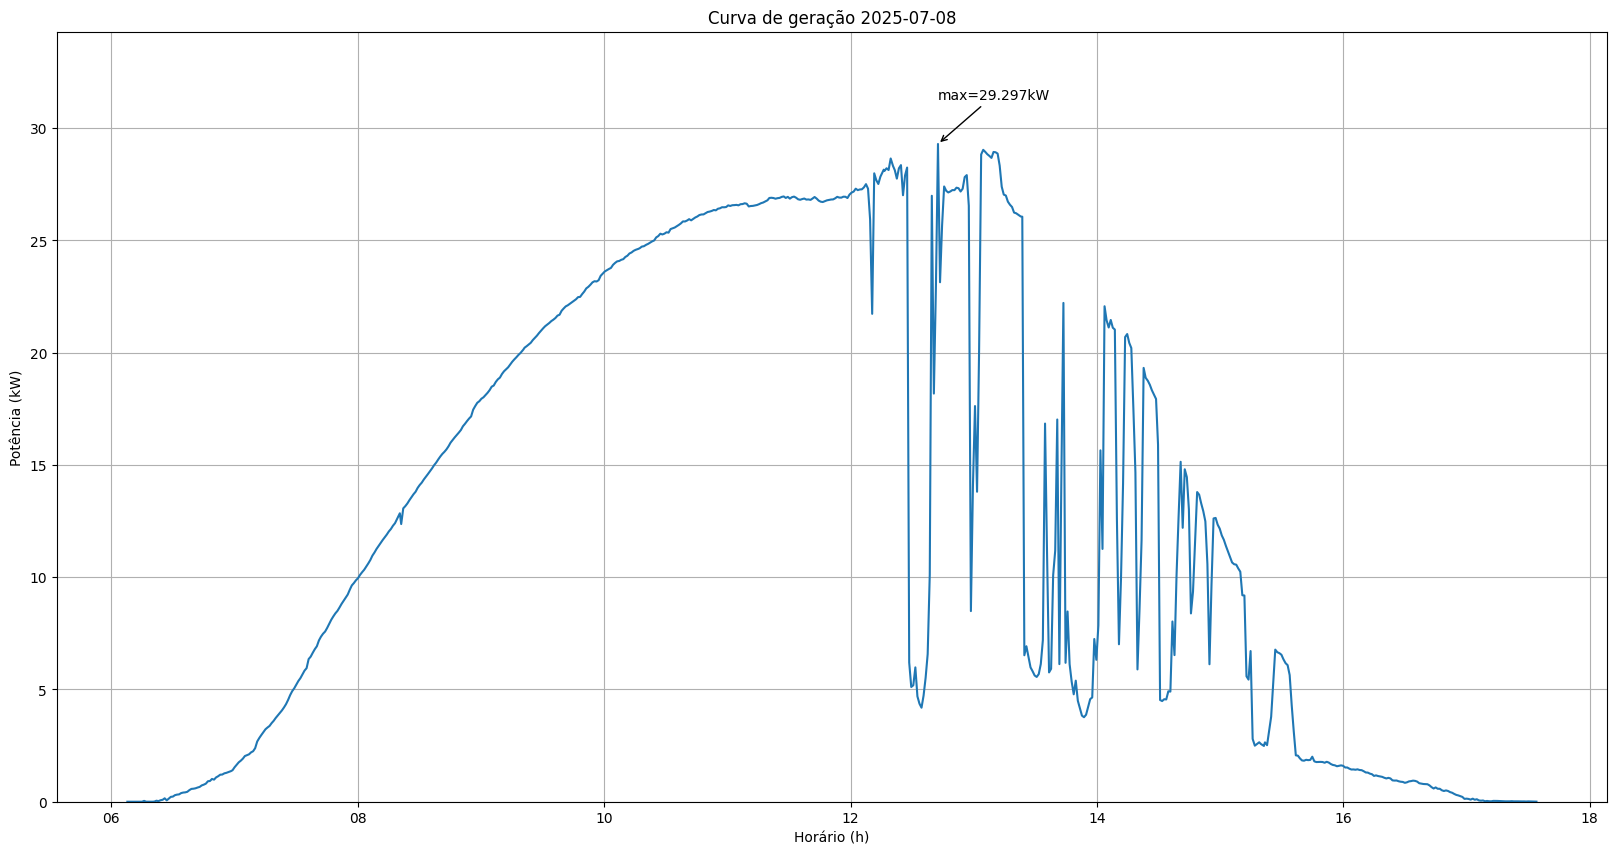 Curva de geração 2025-07-08
max=29.297kW
30
25
20
15
10
5
0
Potência (kW)
06 08 10 12 14 16 18
Horário (h)